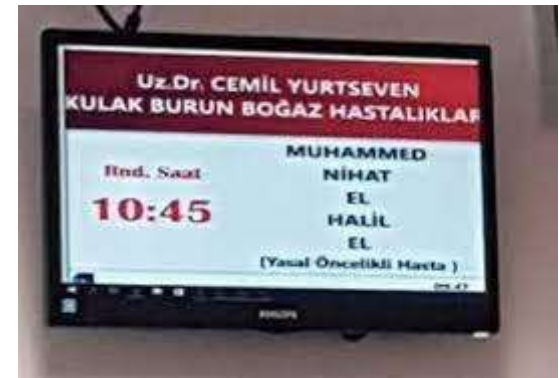 Uz.Dr. CEMİL YURTSEVEN
KULAK BURUN BOĞAZ HASTALIKLAR
Rnd. Saat
10:45
MUHAMMED
NİHAT
EL
HALİL
EL
(Yasal Öncelikli Hasta )
PHILIPS